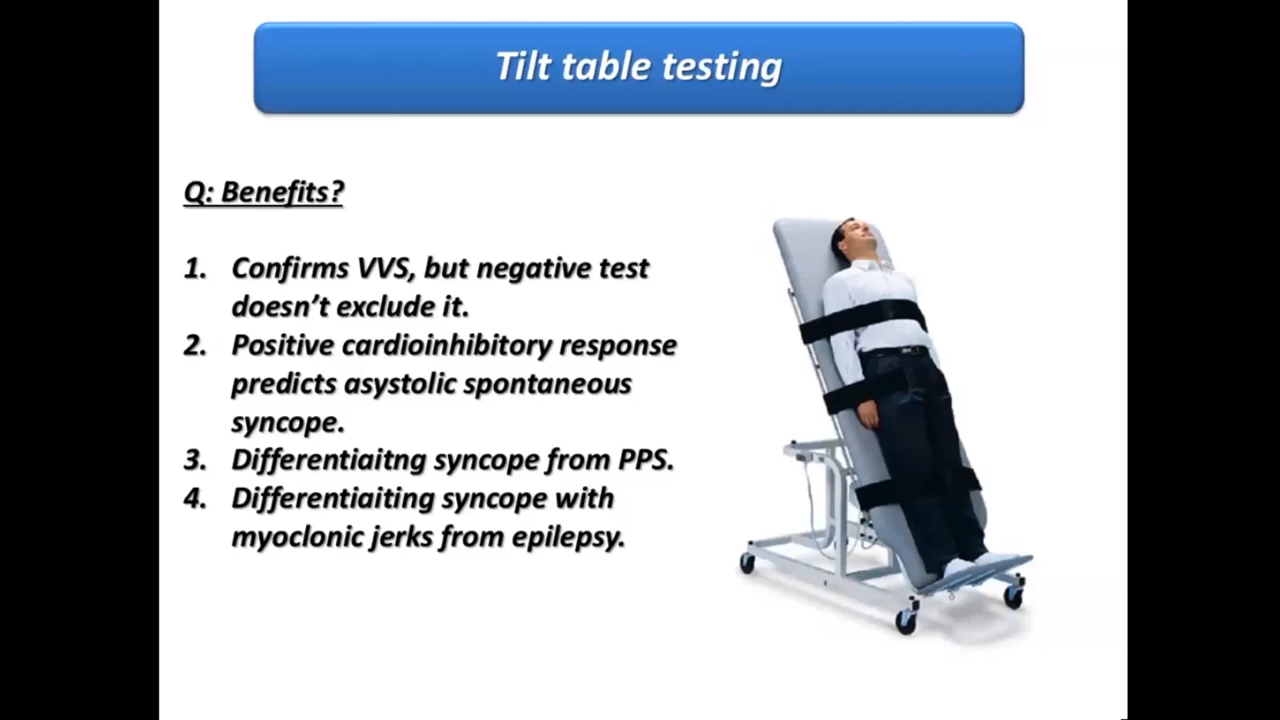 Tilt table testing
Q: Benefits?
1. Confirms VVS, but negative test
doesn't exclude it.
2. Positive cardioinhibitory response
predicts asystolic spontaneous
syncope.
3. Differentiaitng syncope from PPS.
4. Differentiaiting syncope with
myoclonic jerks from epilepsy.